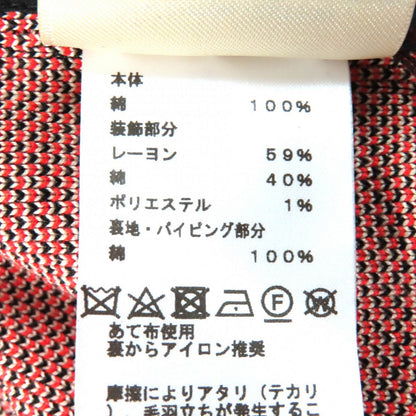 本体
綿 100%
装飾部分
レーヨン 59%
綿 40%
ポリエステル 1%
裏地・パイピング部分
綿 100%
F W
あて布使用
裏からアイロン推奨
摩擦によりアタリ（テカリ
）、毛羽立ちが発生するこ